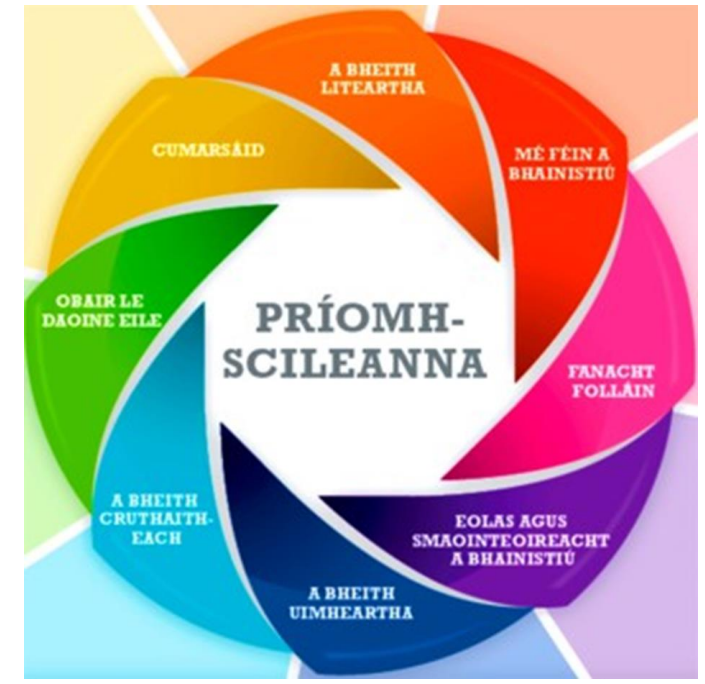 A BHEITH
LITEARTHA
MÉ FÉIN A
BHAINISTIÚ
FANACHT
FOLLÁIN
EOLAS AGUS
SMAOINTEOIREACHT
A BHAINISTIÚ
A BHEITH
UIMHEARTHA
A BHEITH
CRUTHAITH-
EACH
OBAIR LE
DAOINE EILE
CUMARSÁID
PRÍOMH-
SCILEANNA